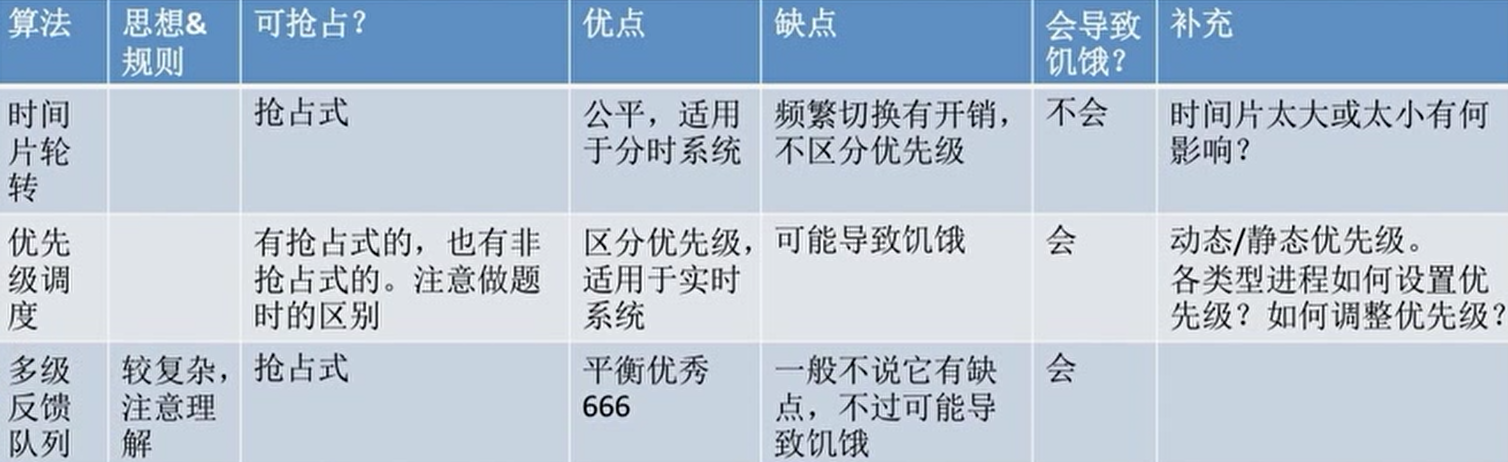 算法
思想&
规则
可抢占？
优点
缺点
会导致
饥饿？
补充
时间
片轮
转
抢占式
公平，适用
于分时系统
频繁切换有开销，
不区分优先级
不会
时间片太大或太小有何
影响？
优先
级调
度
有抢占式的，也有非
抢占式的。注意做题
时的区别
区分优先级，
适用于实时
系统
可能导致饥饿
会
动态/静态优先级。
各类型进程如何设置优
先级？如何调整优先级？
多级
反馈
队列
较复杂，
注意理
解
抢占式
平衡优秀
666
一般不说它有缺
点，不过可能导
致饥饿
会